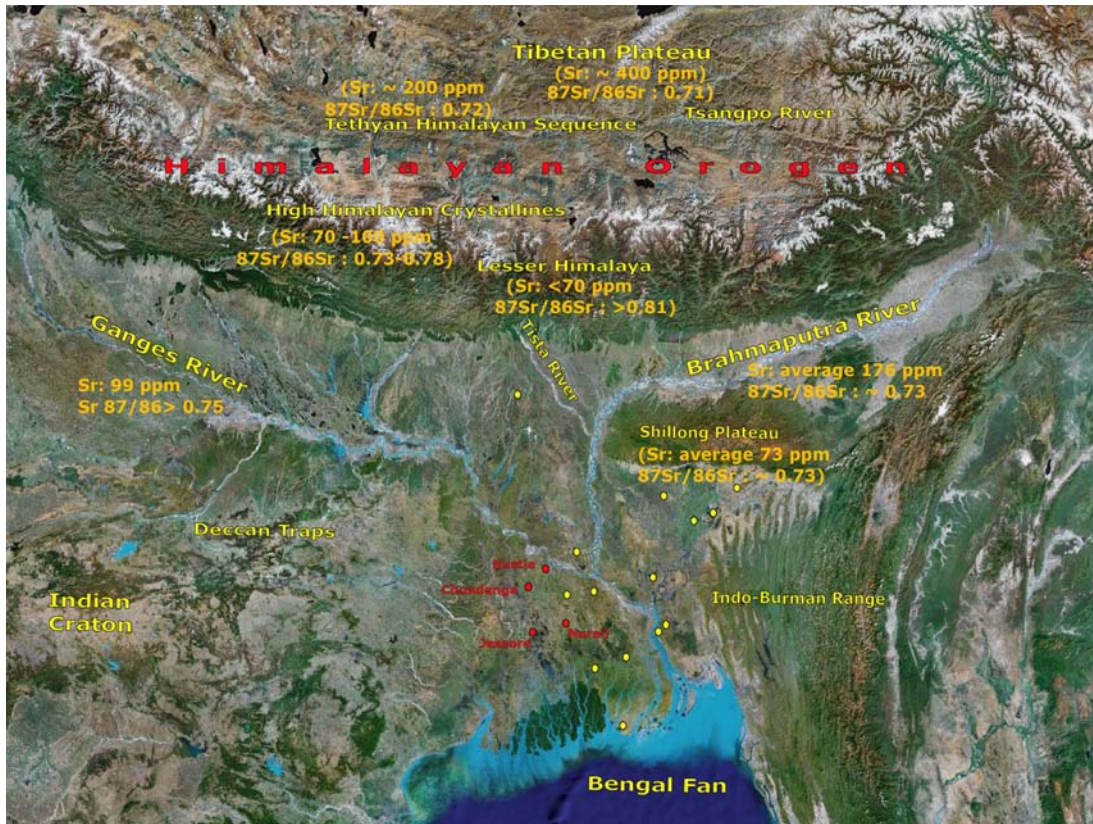 Tibetan Plateau
(Sr: ~ 400 ppm)
87Sr/86Sr : 0.71)
(Sr: ~ 200 ppm
87Sr/86Sr : 0.72)
Tethyan Himalayan Sequence
Tsangpo River
Himalayan Orogen
High Himalayan Crystallines
(Sr: 70 -100 ppm
87Sr/86Sr : 0.73-0.78)
Lesser Himalaya
(Sr: <70 ppm
87Sr/86Sr : >0.81)
Ganges River
Sr: 99 ppm
Sr 87/86> 0.75
Tista River
Brahmaputra River
Sr: average 176 ppm
87Sr/86Sr : ~ 0.73
Shillong Plateau
(Sr: average 73 ppm
87Sr/86Sr : ~ 0.73)
Deccan Traps
Indian
Craton
Chuadanga
Jessore
Narail
Indo-Burman Range
Bengal Fan